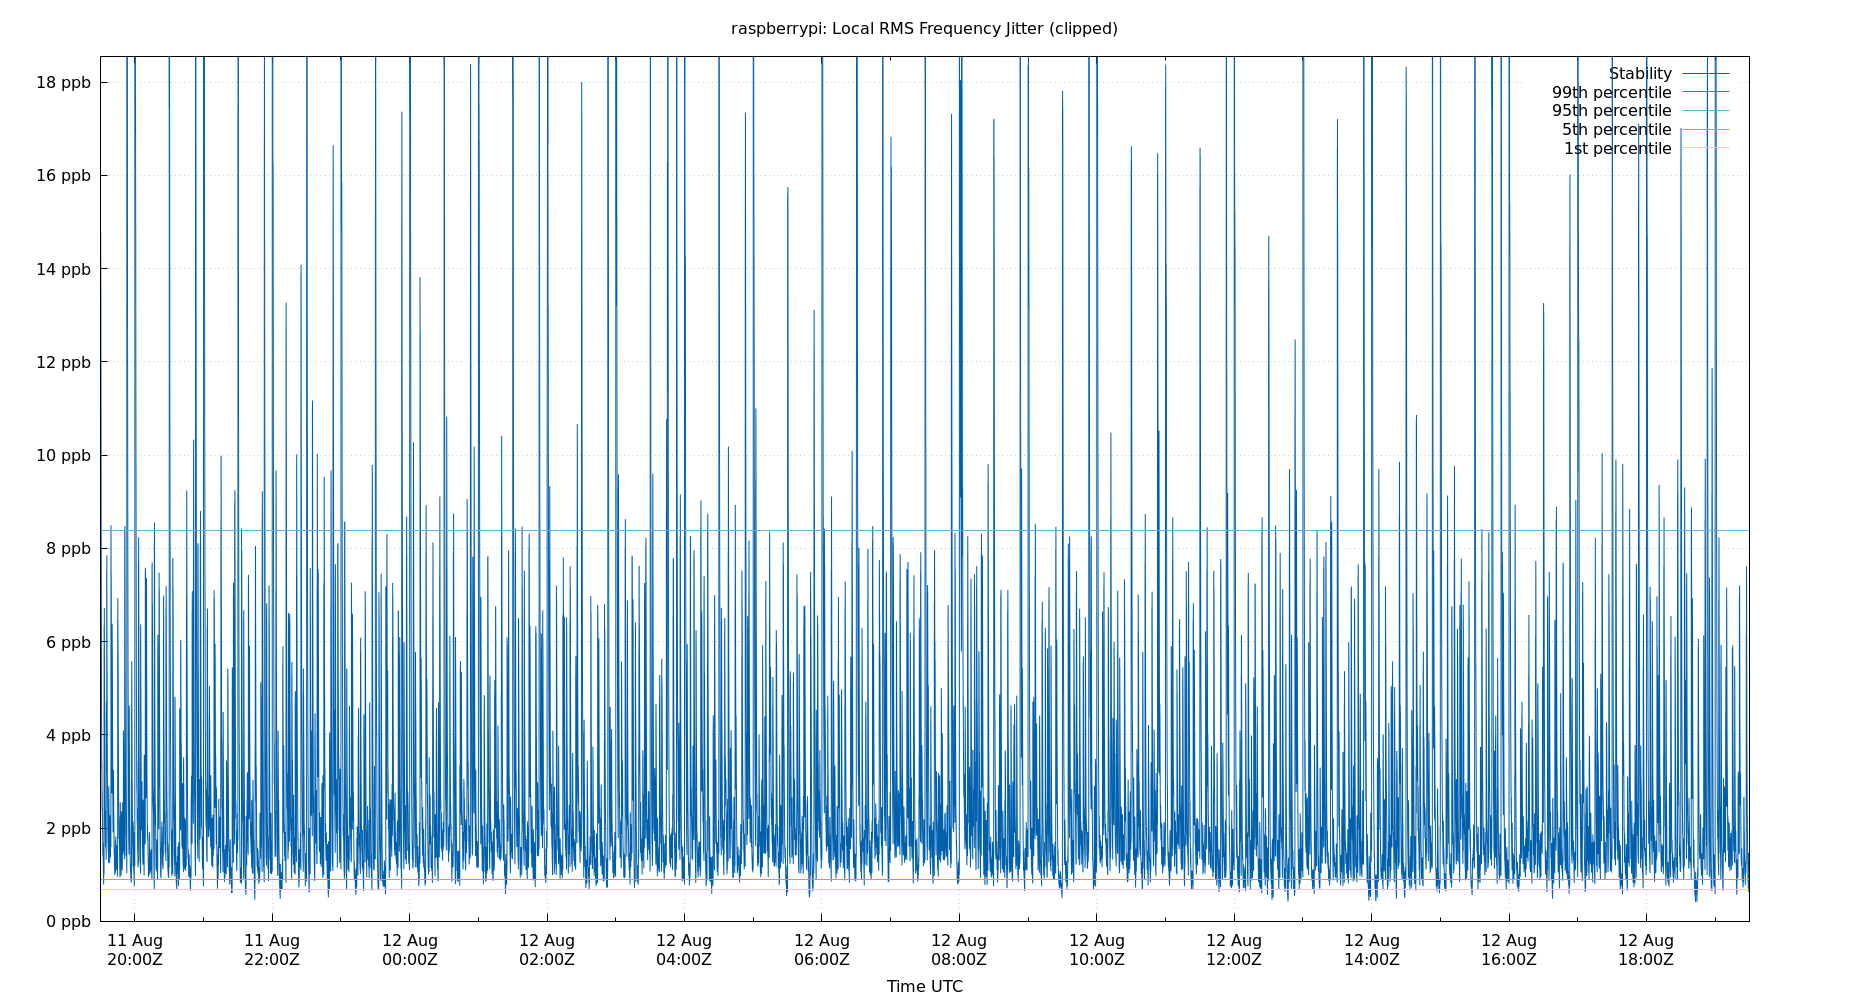 raspberrypi: Local RMS Frequency Jitter (clipped)
18 ppb
16 ppb
14 ppb
12 ppb
10 ppb
8 ppb
6 ppb
4 ppb
2 ppb
0 ppb
Stability
99th percentile
95th percentile
5th percentile
1st percentile
11 Aug 11 Aug 12 Aug 12 Aug 12 Aug 12 Aug 12 Aug 12 Aug 12 Aug 12 Aug 12 Aug 12 Aug
20:00Z 22:00Z 00:00Z 02:00Z 04:00Z 06:00Z 08:00Z 10:00Z 12:00Z 14:00Z 16:00Z 18:00Z
Time UTC